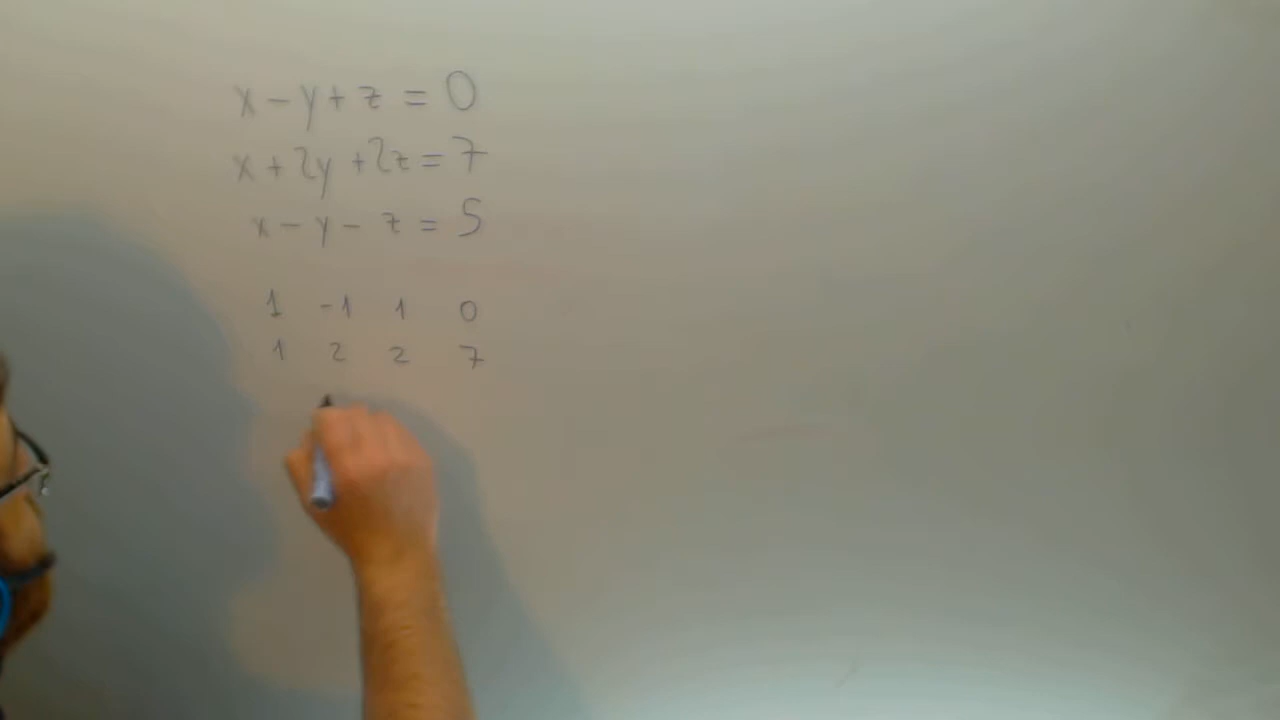 x - y + z = 0
x + 2y + 2z = 7
x - y - z = 5
1 -1 1 0
1 2 2 7